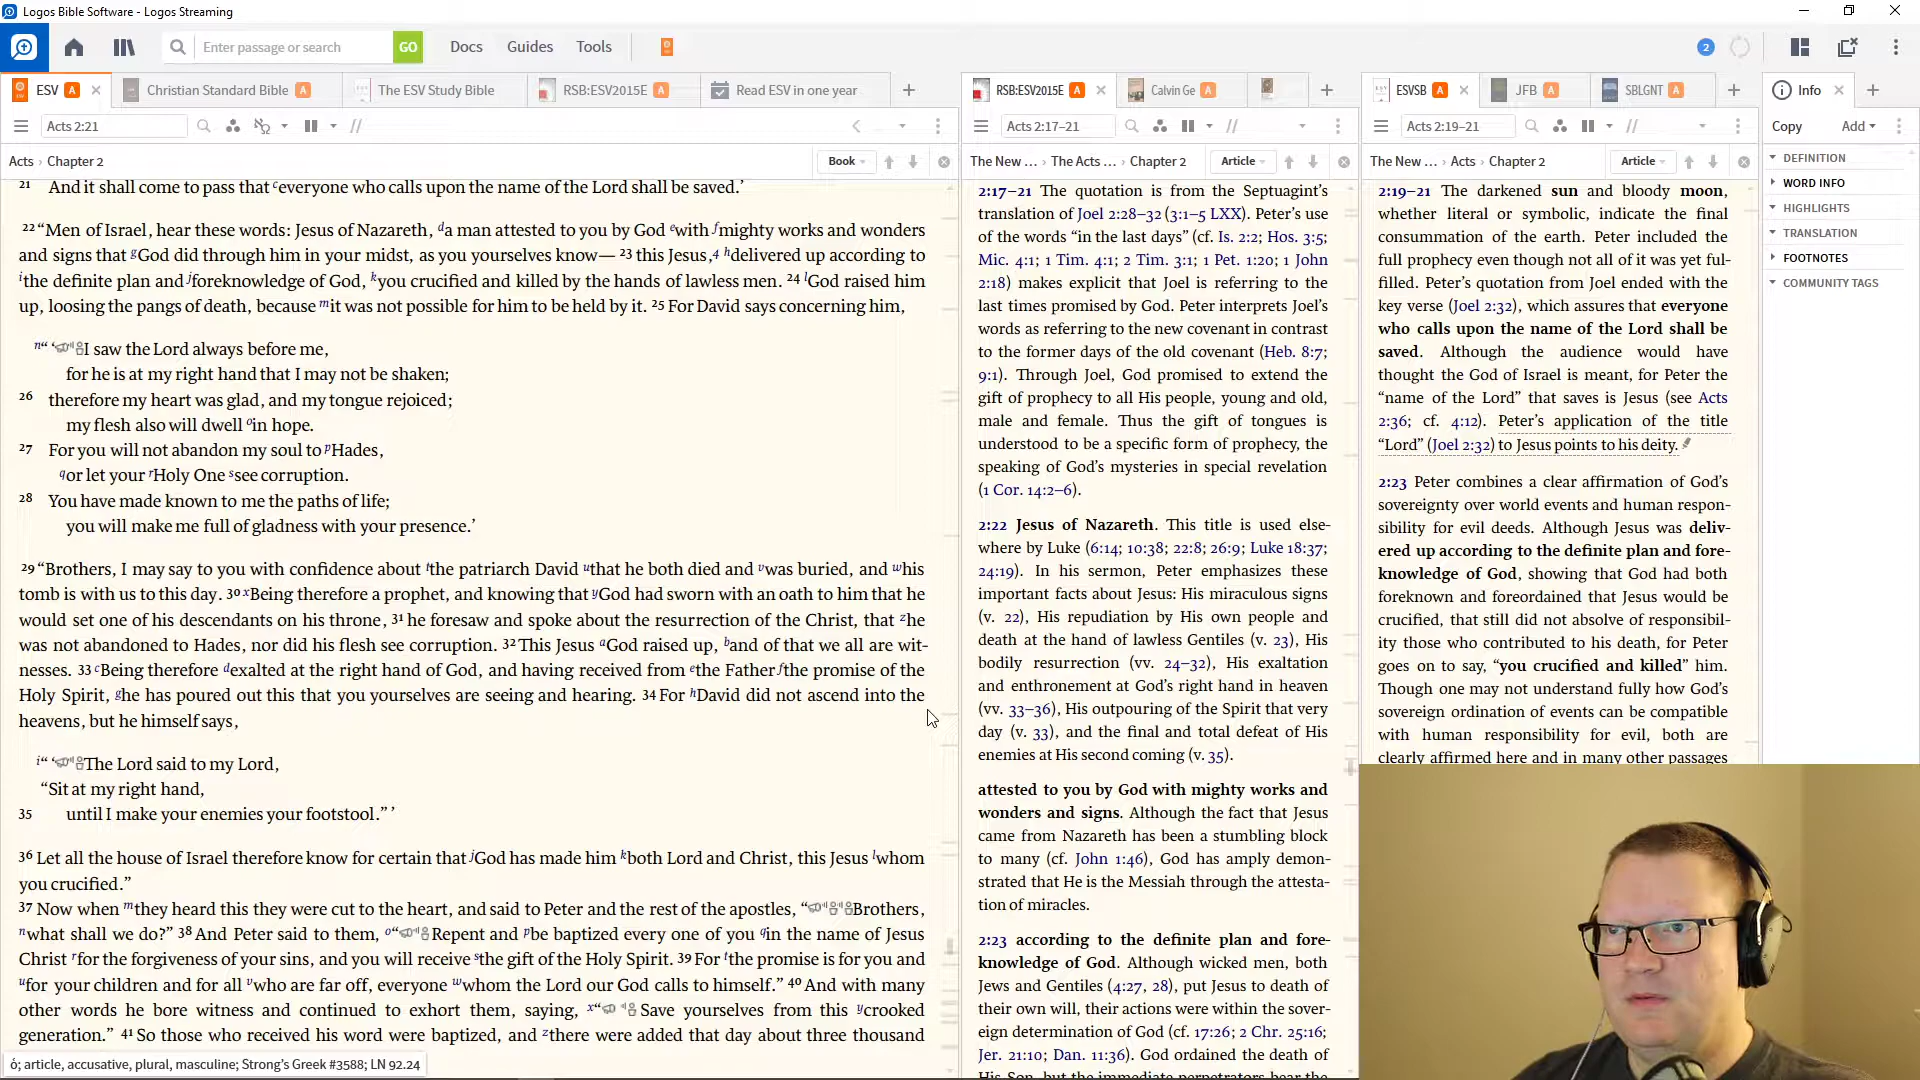 Logos Bible Software - Logos Streaming
Enter passage or search
GO
Docs
Guides
Tools
2
ESV A
Christian Standard Bible A
The ESV Study Bible
RSB:ESV2015E A
Read ESV in one year
Acts 2:21
Acts › Chapter 2
Book
21 And it shall come to pass that ceveryone who calls upon the name of the Lord shall be saved.’
22 “Men of Israel, hear these words: Jesus of Nazareth, da man attested to you by God ewith fmighty works and wonders
and signs that gGod did through him in your midst, as you yourselves know— 23 this Jesus,4 hdelivered up according to
ithe definite plan and jforeknowledge of God, kyou crucified and killed by the hands of lawless men. 24 lGod raised him
up, loosing the pangs of death, because mit was not possible for him to be held by it. 25 For David says concerning him,
n“ ‘I saw the Lord always before me,
for he is at my right hand that I may not be shaken;
26 therefore my heart was glad, and my tongue rejoiced;
my flesh also will dwell oin hope.
27 For you will not abandon my soul to pHades,
qor let your rHoly One ssee corruption.
28 You have made known to me the paths of life;
you will make me full of gladness with your presence.’
29 “Brothers, I may say to you with confidence about tthe patriarch David uthat he both died and vwas buried, and whis
tomb is with us to this day. 30 xBeing therefore a prophet, and knowing that yGod had sworn with an oath to him that he
would set one of his descendants on his throne, 31 he foresaw and spoke about the resurrection of the Christ, that zhe
was not abandoned to Hades, nor did his flesh see corruption. 32 This Jesus aGod raised up, band of that we all are wit-
nesses. 33 cBeing therefore dexalted at the right hand of God, and having received from ethe Father fthe promise of the
Holy Spirit, ghe has poured out this that you yourselves are seeing and hearing. 34 For hDavid did not ascend into the
heavens, but he himself says,
i“ ‘The Lord said to my Lord,
“Sit at my right hand,
35 until I make your enemies your footstool.” ’
36 Let all the house of Israel therefore know for certain that jGod has made him kboth Lord and Christ, this Jesus lwhom
you crucified.”
37 Now when mthey heard this they were cut to the heart, and said to Peter and the rest of the apostles, “Brothers,
nwhat shall we do?” 38 And Peter said to them, o“Repent and pbe baptized every one of you qin the name of Jesus
Christ rfor the forgiveness of your sins, and you will receive sthe gift of the Holy Spirit. 39 For tthe promise is for you and
ufor your children and for all vwho are far off, everyone wwhom the Lord our God calls to himself.” 40 And with many
other words he bore witness and continued to exhort them, saying, x“Save yourselves from this ycrooked
generation.” 41 So those who received his word were baptized, and zthere were added that day about three thousand
ὁ; article, accusative, plural, masculine; Strong’s Greek #3588; LN 92.24
RSB:ESV2015E A
Calvin Ge A
Acts 2:17–21
The New ... › The Acts ... › Chapter 2
Article
2:17–21 The quotation is from the Septuagint’s
translation of Joel 2:28–32 (3:1–5 LXX). Peter’s use
of the words “in the last days” (cf. Is. 2:2; Hos. 3:5;
Mic. 4:1; 1 Tim. 4:1; 2 Tim. 3:1; 1 Pet. 1:20; 1 John
2:18) makes explicit that Joel is referring to the
last times promised by God. Peter interprets Joel’s
words as referring to the new covenant in contrast
to the former days of the old covenant (Heb. 8:7;
9:1). Through Joel, God promised to extend the
gift of prophecy to all His people, young and old,
male and female. Thus the gift of tongues is
understood to be a specific form of prophecy, the
speaking of God’s mysteries in special revelation
(1 Cor. 14:2–6).
2:22 Jesus of Nazareth. This title is used else-
where by Luke (6:14; 10:38; 22:8; 26:9; Luke 18:37;
24:19). In his sermon, Peter emphasizes these
important facts about Jesus: His miraculous signs
(v. 22), His repudiation by His own people and
death at the hand of lawless Gentiles (v. 23), His
bodily resurrection (vv. 24–32), His exaltation
and enthronement at God’s right hand in heaven
(vv. 33–36), His outpouring of the Spirit that very
day (v. 33), and the final and total defeat of His
enemies at His second coming (v. 35).
attested to you by God with mighty works and
wonders and signs. Although the fact that Jesus
came from Nazareth has been a stumbling block
to many (cf. John 1:46), God has amply demon-
strated that He is the Messiah through the attesta-
tion of miracles.
2:23 according to the definite plan and fore-
knowledge of God. Although wicked men, both
Jews and Gentiles (4:27, 28), put Jesus to death of
their own will, their actions were within the sover-
eign determination of God (cf. 17:26; 2 Chr. 25:16;
Jer. 21:10; Dan. 11:36). God ordained the death of
His Son, but the immediate perpetrators bear the
ESVSB A
JFB A
SBLGNT A
Acts 2:19–21
The New ... › Acts › Chapter 2
Article
2:19–21 The darkened sun and bloody moon,
whether literal or symbolic, indicate the final
consummation of the earth. Peter included the
full prophecy even though not all of it was yet ful-
filled. Peter’s quotation from Joel ended with the
key verse (Joel 2:32), which assures that everyone
who calls upon the name of the Lord shall be
saved. Although the audience would have
thought the God of Israel is meant, for Peter the
“name of the Lord” that saves is Jesus (see Acts
2:36; cf. 4:12). Peter’s application of the title
“Lord” (Joel 2:32) to Jesus points to his deity.
2:23 Peter combines a clear affirmation of God’s
sovereignty over world events and human respon-
sibility for evil deeds. Although Jesus was deliv-
ered up according to the definite plan and fore-
knowledge of God, showing that God had both
foreknown and foreordained that Jesus would be
crucified, that still did not absolve of responsibil-
ity those who contributed to his death, for Peter
goes on to say, “you crucified and killed” him.
Though one may not understand fully how God’s
sovereign ordination of events can be compatible
with human responsibility for evil, both are
clearly affirmed here and in many other passages
Info
Copy
Add
DEFINITION
WORD INFO
HIGHLIGHTS
TRANSLATION
FOOTNOTES
COMMUNITY TAGS